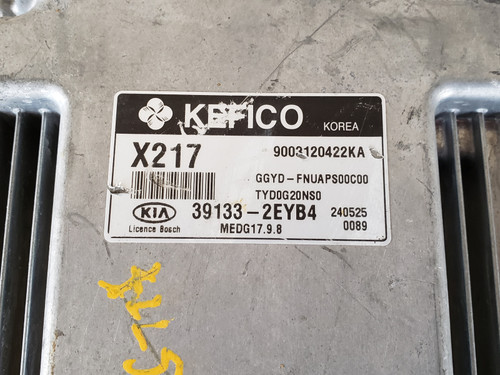 KEFICO
KOREA
X217
9003120422KA
GGYD-FNUAPS00C00
TYD0G20NS0
KIA
39133-2EYB4
240525
Licence Bosch
MEDG17.9.8
0089